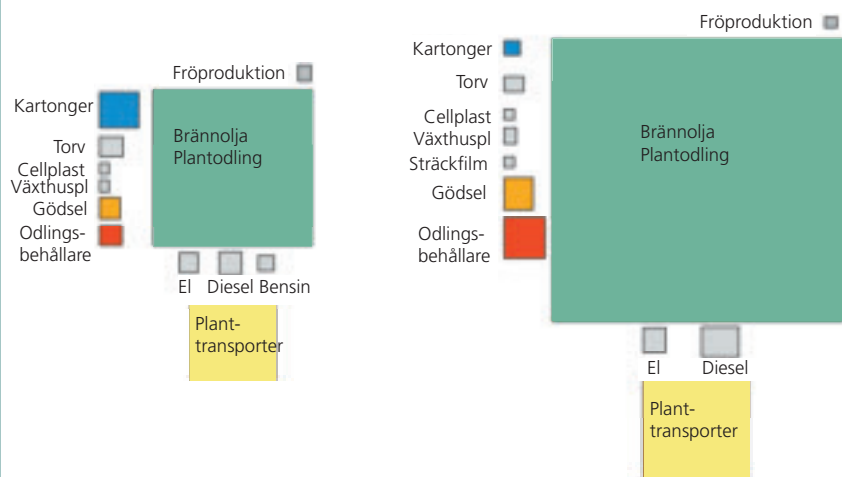 Fröproduktion
Kartonger
Brännolja
Plantodling
Torv
Cellplast
Växthuspl
Gödsel
Odlings-
behållare
El Diesel Bensin
Plant-
transporter
Fröproduktion
Kartonger
Torv
Cellplast
Växthuspl
Sträckfilm
Brännolja
Plantodling
Gödsel
Odlings-
behållare
El Diesel
Plant-
transporter